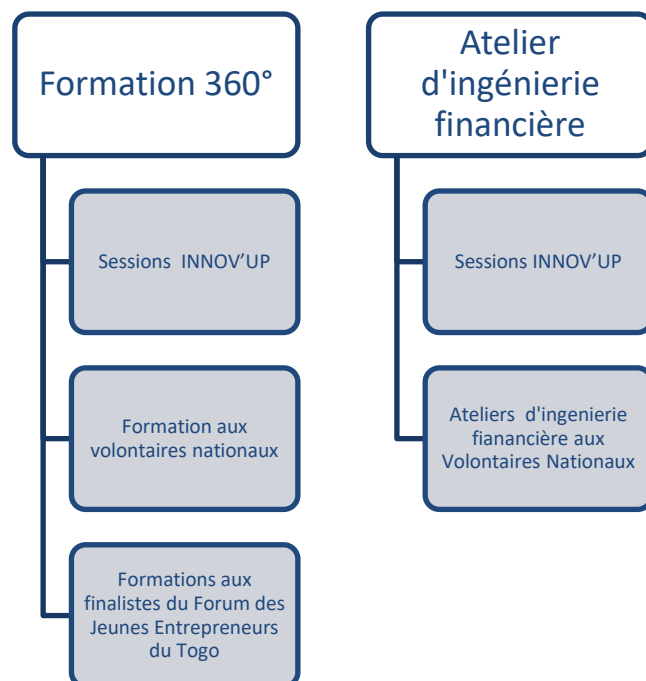 Formation 360°
Sessions  INNOV’UP
Formation aux
volontaires nationaux
Formations aux
finalistes du Forum des
Jeunes Entrepreneurs
du Togo
Atelier
d'ingénierie
financière
Sessions INNOV’UP
Ateliers  d'ingenierie
fianancière aux
Volontaires Nationaux